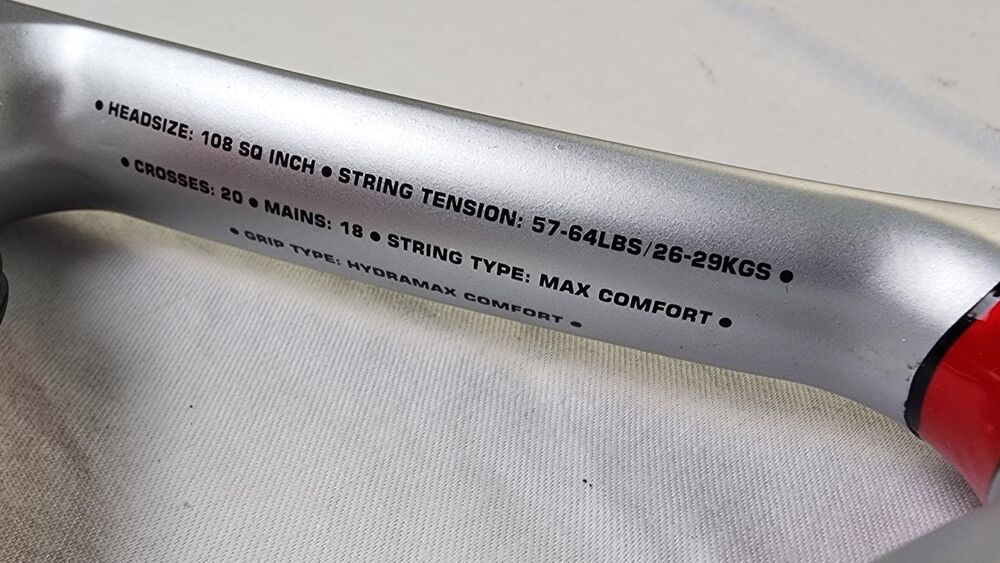 ● HEADSIZE: 108 SQ INCH ● STRING TENSION: 57-64LBS/26-29KGS ●
● CROSSES: 20 ● MAINS: 18 ● STRING TYPE: MAX COMFORT ●
● GRIP TYPE: HYDRAMAX COMFORT ●